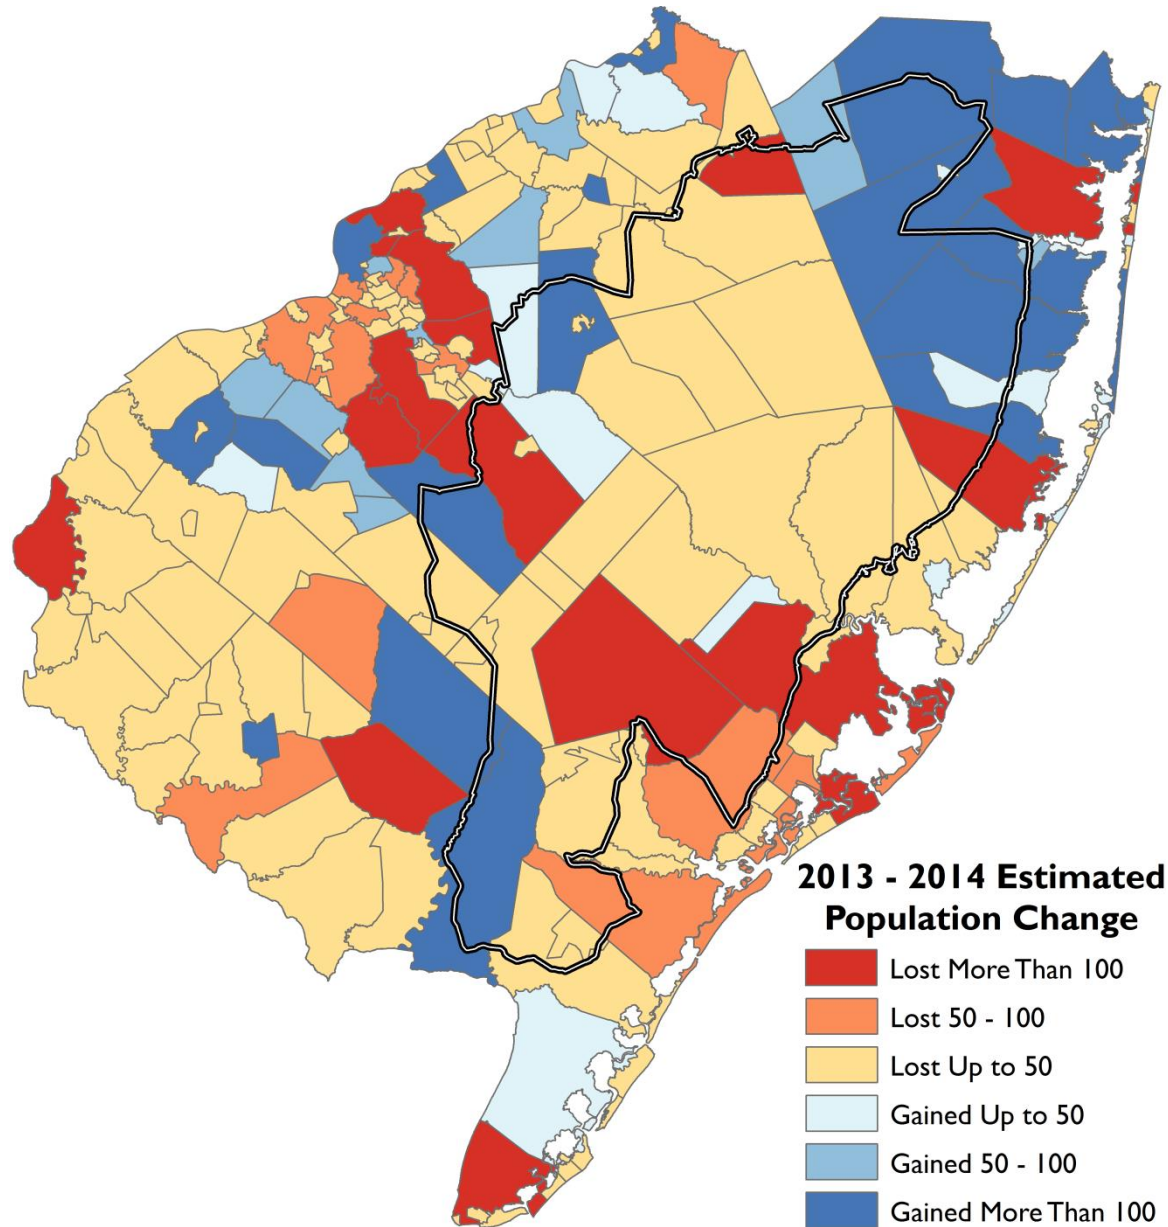 2013 - 2014 Estimated
Population Change
Lost More Than 100
Lost 50 - 100
Lost Up to 50
Gained Up to 50
Gained 50 - 100
Gained More Than 100